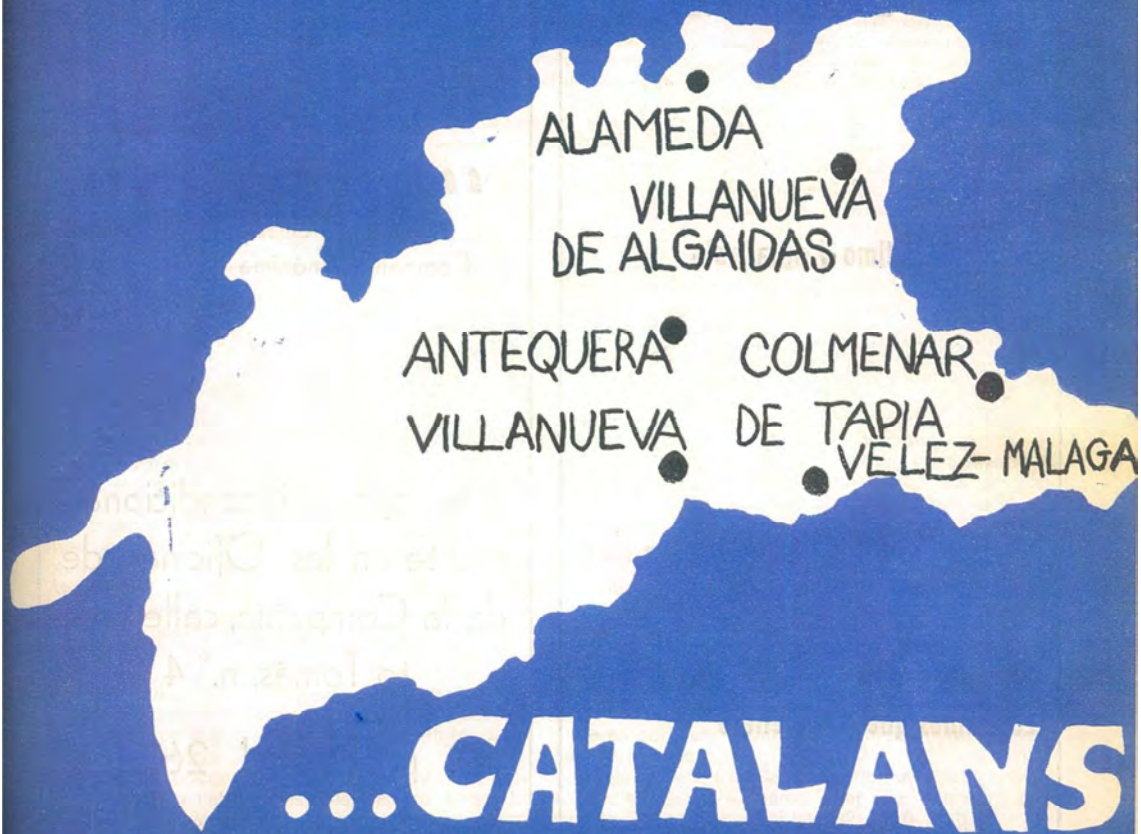 ALAMEDA
VILLANUEVA
DE ALGAIDAS
ANTEQUERA
COLMENAR
VILLANUEVA DE TAPIA
VELEZ-MALAGA
...CATALANS